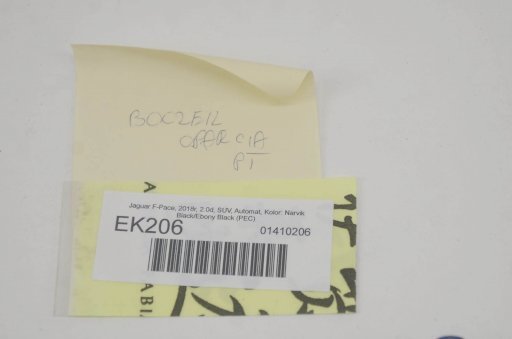 BOCZEK
OPARCIA
PT
Jaguar F-Pace, 2018r, 2.0d, SUV, Automat, Kolor: Narvik
Black/Ebony Black (PEC)
EK206
01410206